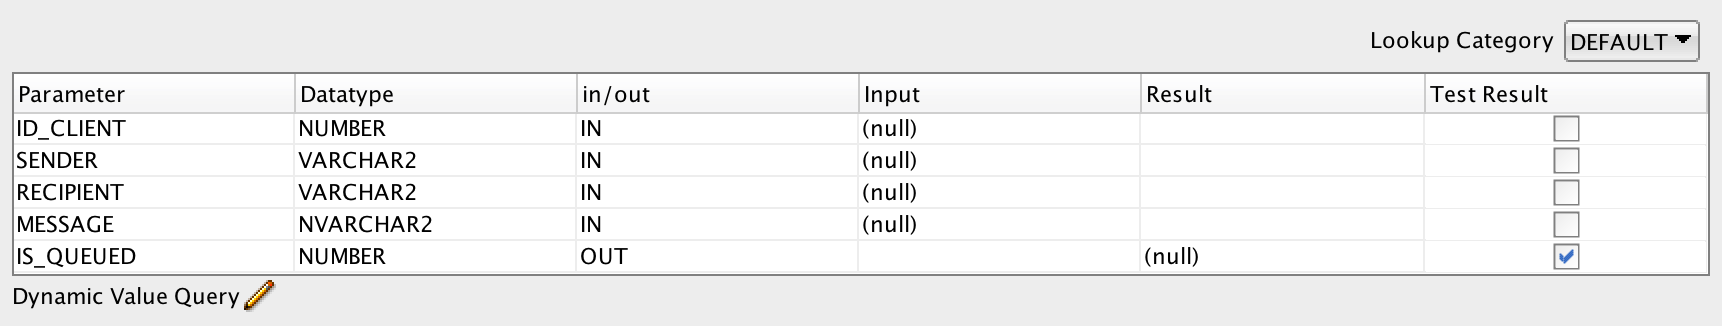 Lookup Category DEFAULT
Parameter Datatype in/out Input Result Test Result
ID_CLIENT NUMBER IN (null)
SENDER VARCHAR2 IN (null)
RECIPIENT VARCHAR2 IN (null)
MESSAGE NVARCHAR2 IN (null)
IS_QUEUED NUMBER OUT (null)
Dynamic Value Query